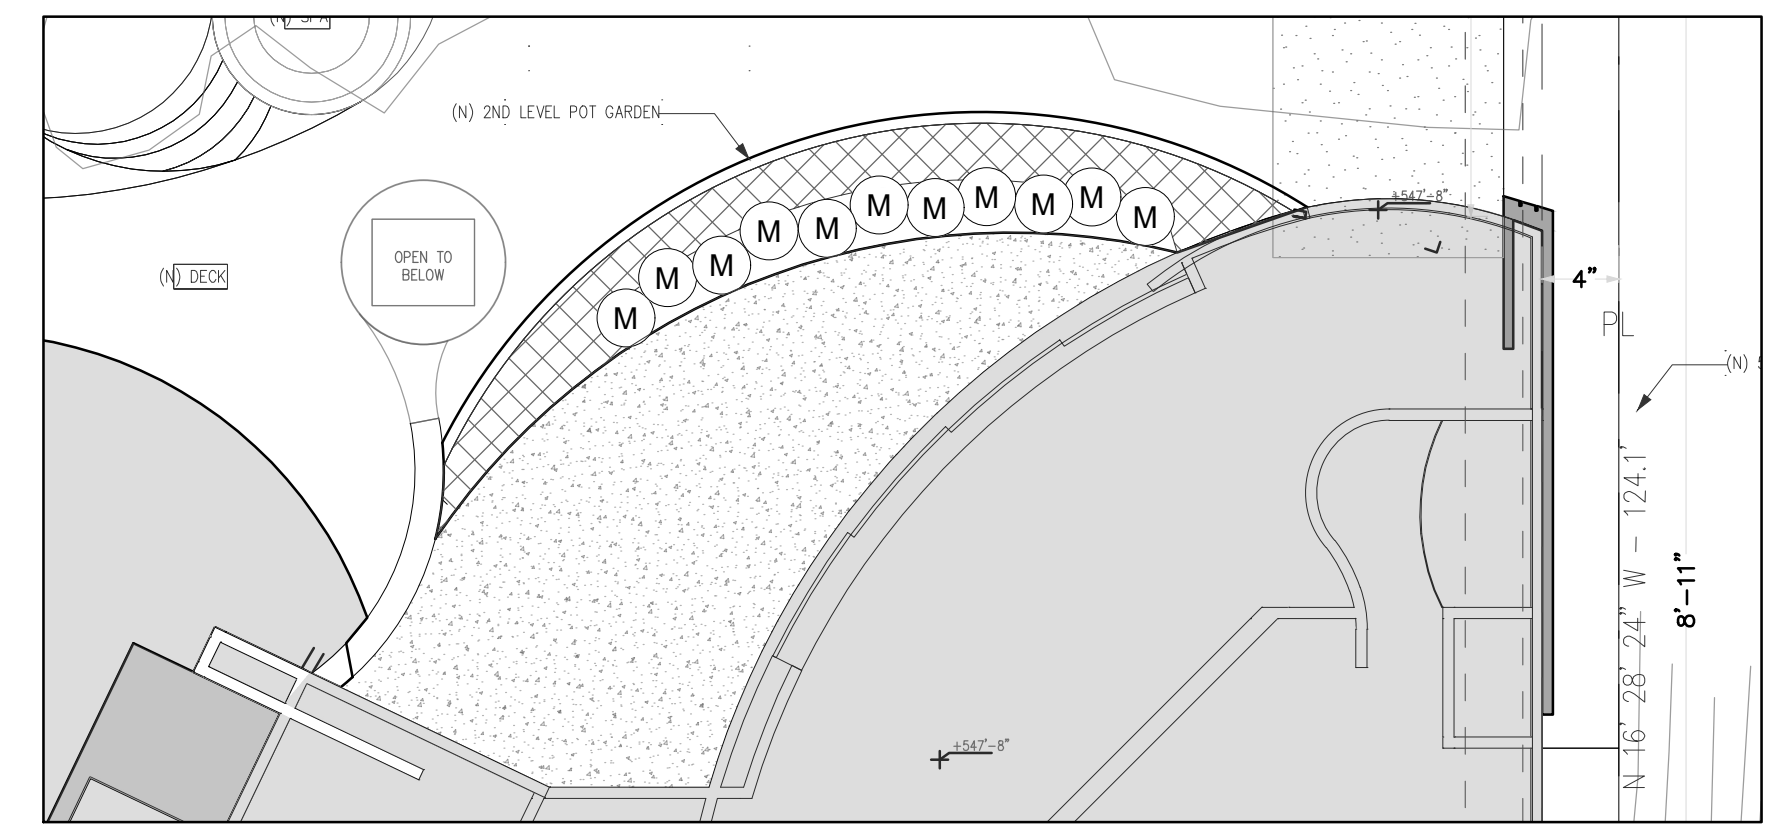 (N) SPA
(N) 2ND LEVEL POT GARDEN
+547'-8"
M
M
M
M
M
M
M
M
M
M
M
OPEN TO
BELOW
(N) DECK
4"
PL
(N)
N 16° 28' 24" W - 124.1'
8'-11"
+547'-8"